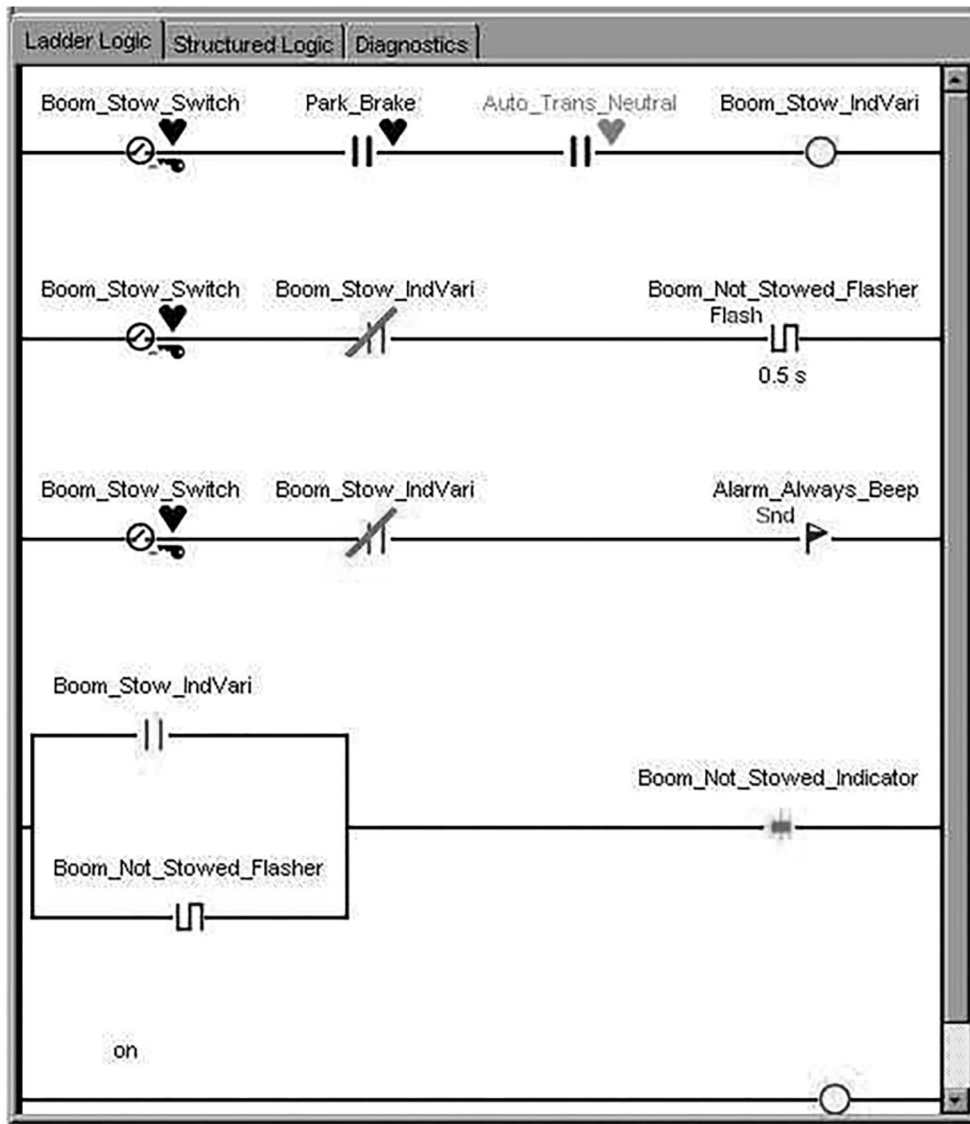 Ladder Logic Structured Logic Diagnostics
Boom_Stow_Switch Park_Brake Auto_Trans_Neutral Boom_Stow_IndVari
Boom_Stow_Switch Boom_Stow_IndVari Boom_Not_Stowed_Flasher
Flash
0.5 s
Boom_Stow_Switch Boom_Stow_IndVari Alarm_Always_Beep
Snd
Boom_Stow_IndVari
Boom_Not_Stowed_Indicator
Boom_Not_Stowed_Flasher
on